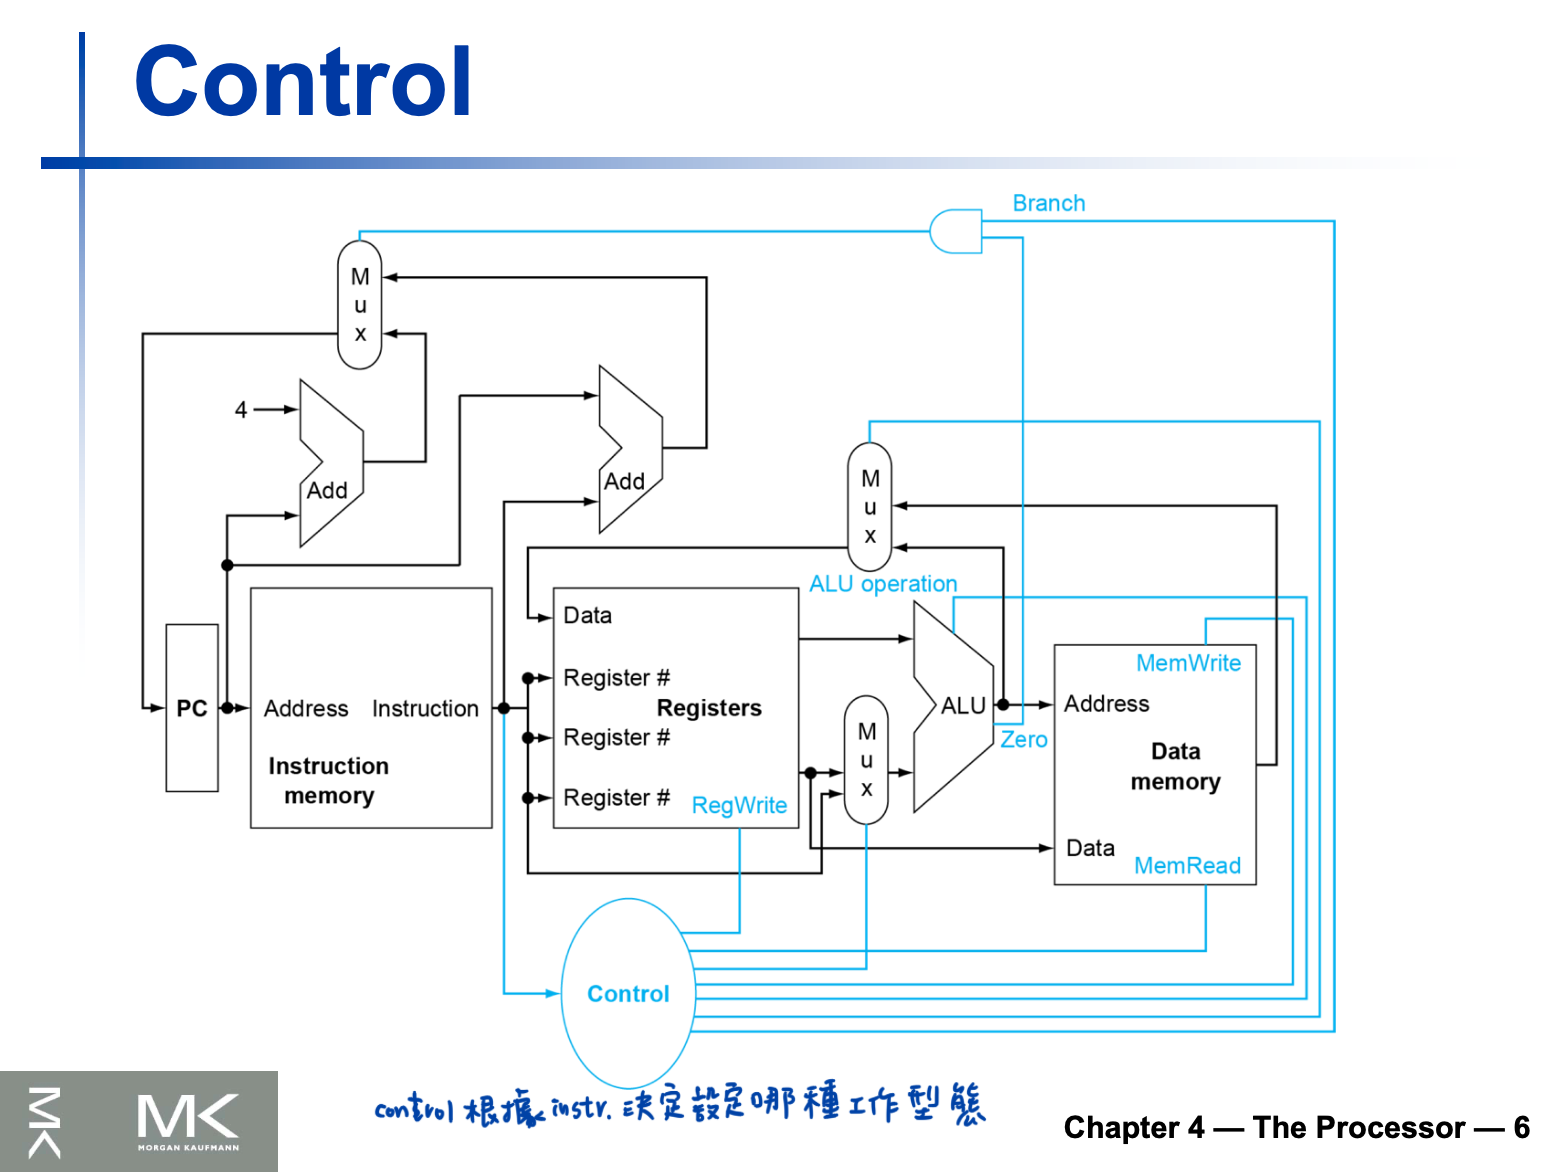 Control
Branch
M
u
x
4
Add
Add
M
u
x
ALU operation
Data
Register #
Registers
Register #
Register #
RegWrite
PC
Address
Instruction
Instruction
memory
M
u
x
ALU
Zero
MemWrite
Address
Data
memory
Data
MemRead
Control
control 根據 instr. 決定設定哪種工作型態
MK
MK
MORGAN KAUFMANN
Chapter 4 — The Processor — 6